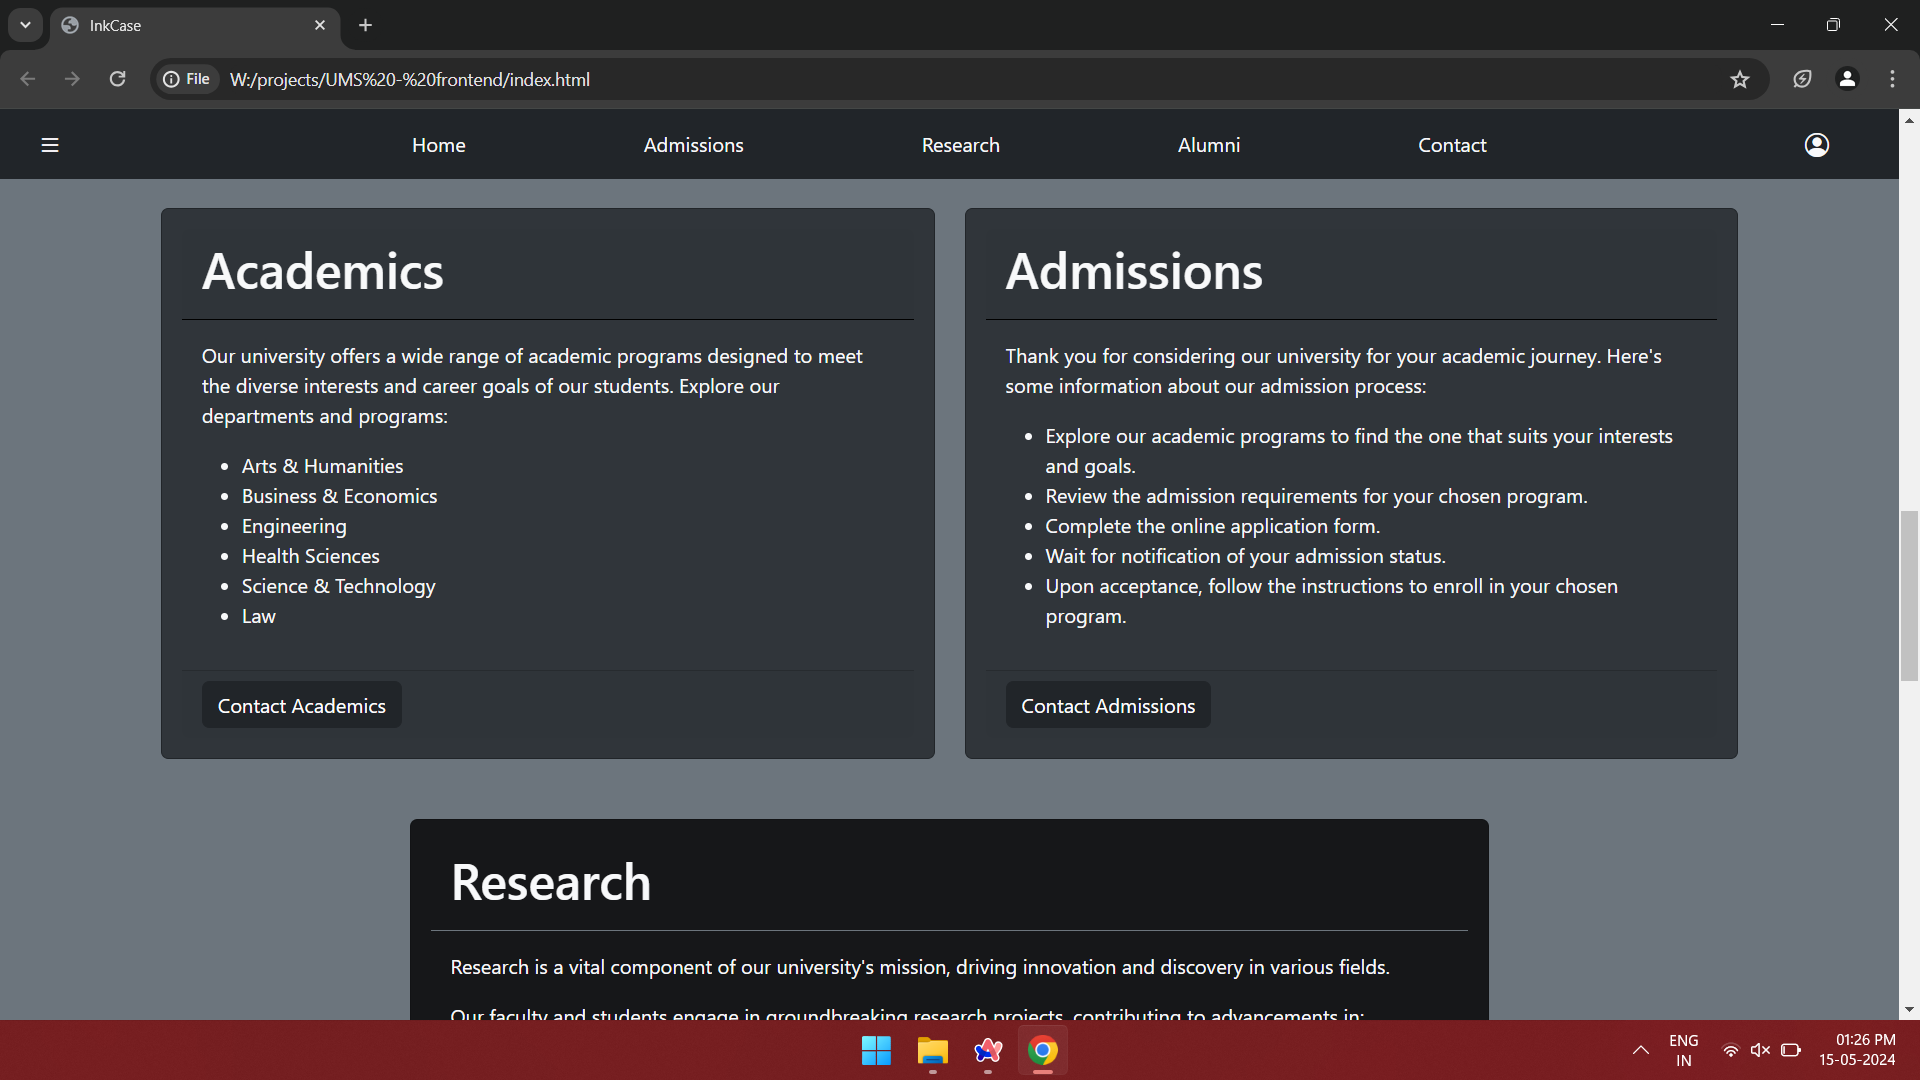 InkCase
File
W:/projects/UMS%20-%20frontend/index.html
Home
Admissions
Research
Alumni
Contact
Academics
Our university offers a wide range of academic programs designed to meet
the diverse interests and career goals of our students. Explore our
departments and programs:
• Arts & Humanities
• Business & Economics
• Engineering
• Health Sciences
• Science & Technology
• Law
Contact Academics
Admissions
Thank you for considering our university for your academic journey. Here's
some information about our admission process:
• Explore our academic programs to find the one that suits your interests
and goals.
• Review the admission requirements for your chosen program.
• Complete the online application form.
• Wait for notification of your admission status.
• Upon acceptance, follow the instructions to enroll in your chosen
program.
Contact Admissions
Research
Research is a vital component of our university's mission, driving innovation and discovery in various fields.
Our faculty and students engage in groundbreaking research projects, contributing to advancements in:
ENG
IN
01:26 PM
15-05-2024